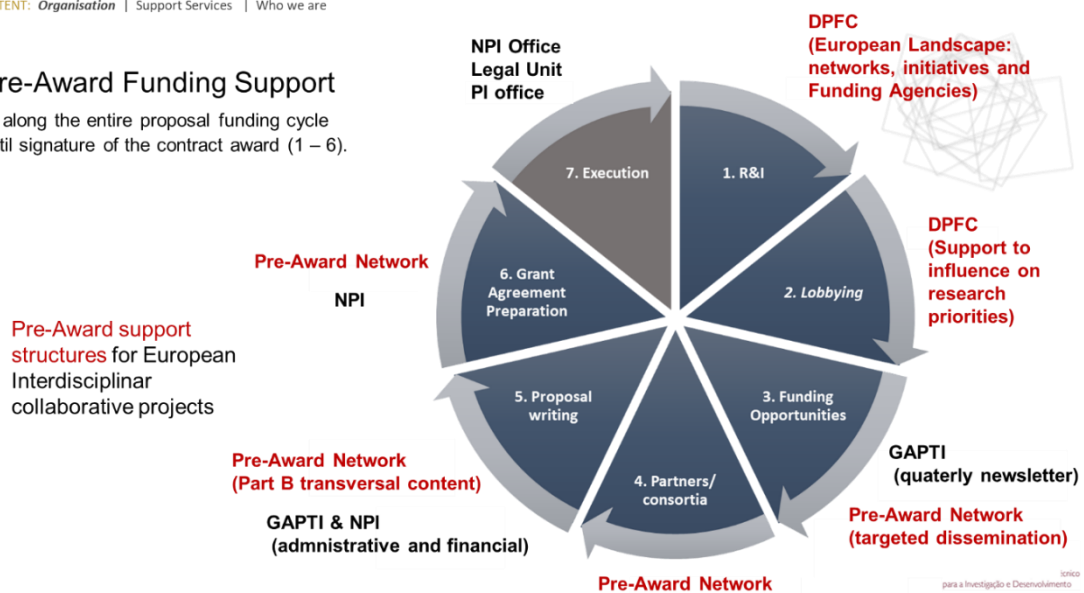 TENT: Organisation | Support Services | Who we are
re-Award Funding Support
along the entire proposal funding cycle
til signature of the contract award (1 – 6).
Pre-Award support
structures for European
Interdisciplinar
collaborative projects
NPI Office
Legal Unit
PI office
DPFC
(European Landscape:
networks, initiatives and
Funding Agencies)
1. R&I
DPFC
(Support to
influence on
research
priorities)
2. Lobbying
3. Funding
Opportunities
GAPTI
(quaterly newsletter)
Pre-Award Network
(targeted dissemination)
4. Partners/
consortia
Pre-Award Network
5. Proposal
writing
Pre-Award Network
(Part B transversal content)
GAPTI & NPI
(admnistrative and financial)
6. Grant
Agreement
Preparation
Pre-Award Network
NPI
7. Execution
cnico
para a Investigação e Desenvolvimento